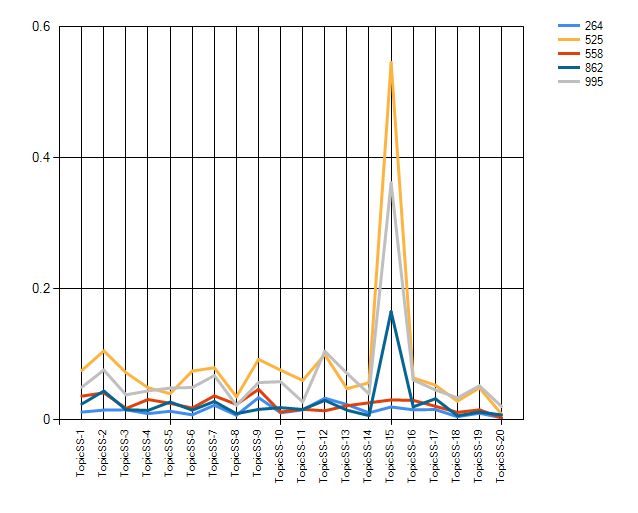 0.6
0.4
0.2
0
264
525
558
862
995
TopicSS-1
TopicSS-2
TopicSS-3
TopicSS-4
TopicSS-5
TopicSS-6
TopicSS-7
TopicSS-8
TopicSS-9
TopicSS-10
TopicSS-11
TopicSS-12
TopicSS-13
TopicSS-14
TopicSS-15
TopicSS-16
TopicSS-17
TopicSS-18
TopicSS-19
TopicSS-20